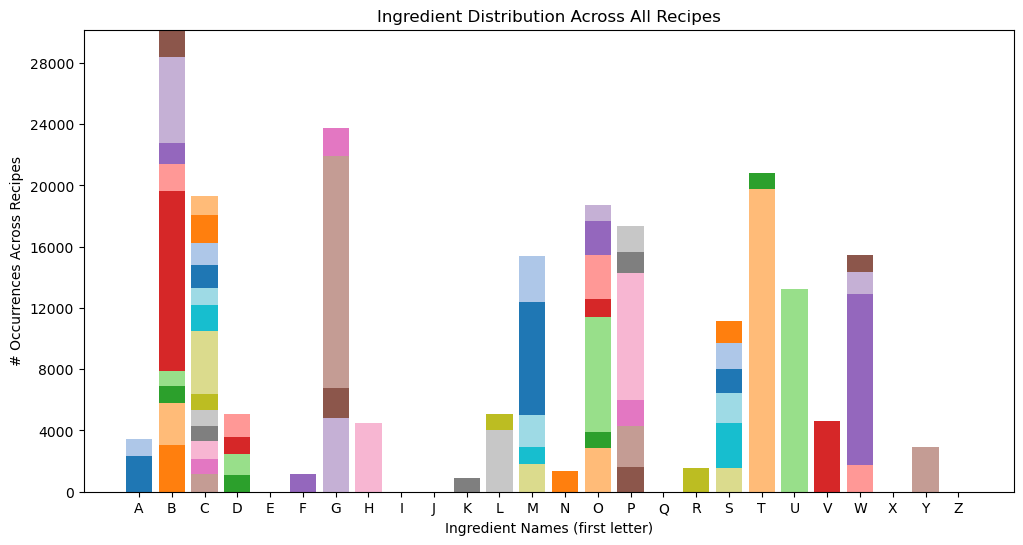 Ingredient Distribution Across All Recipes
# Occurrences Across Recipes
28000
24000
20000
16000
12000
8000
4000
0
A B C D E F G H I J K L M N O P Q R S T U V W X Y Z
Ingredient Names (first letter)